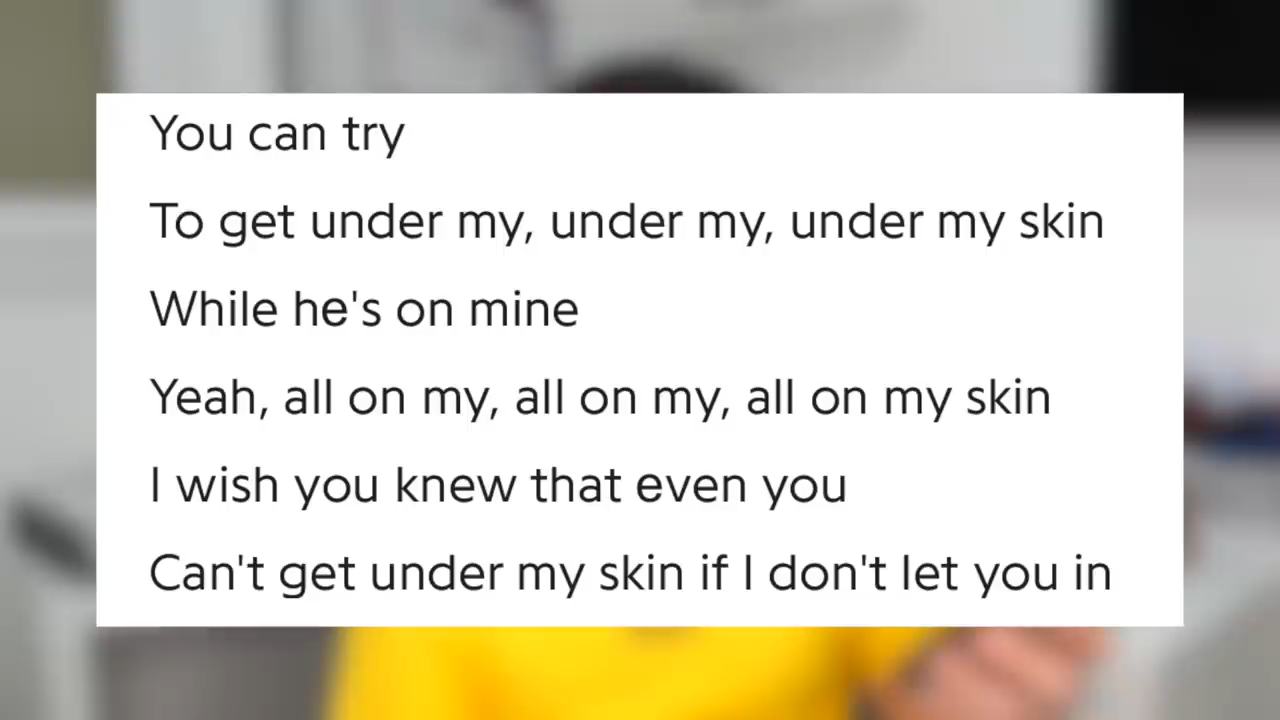 You can try
To get under my, under my, under my skin
While he's on mine
Yeah, all on my, all on my, all on my skin
I wish you knew that even you
Can't get under my skin if I don't let you in